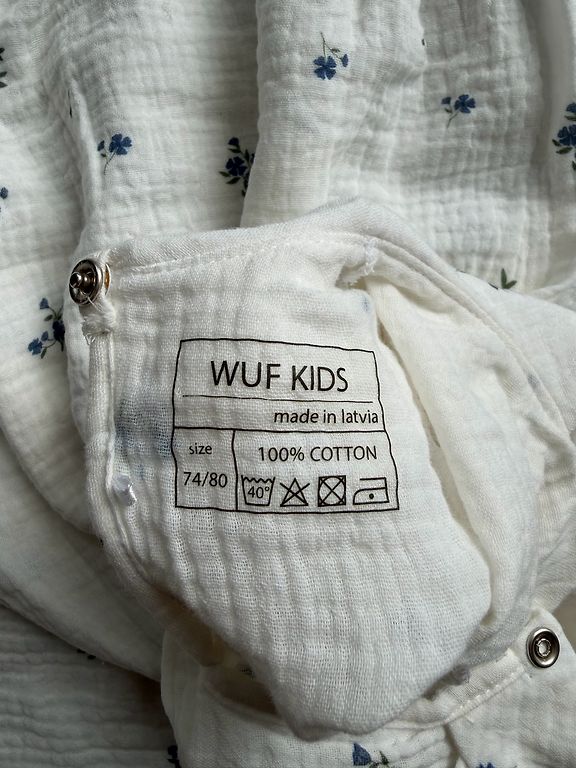 WUF KIDS
made in latvia
size
74/80
100% COTTON
40°